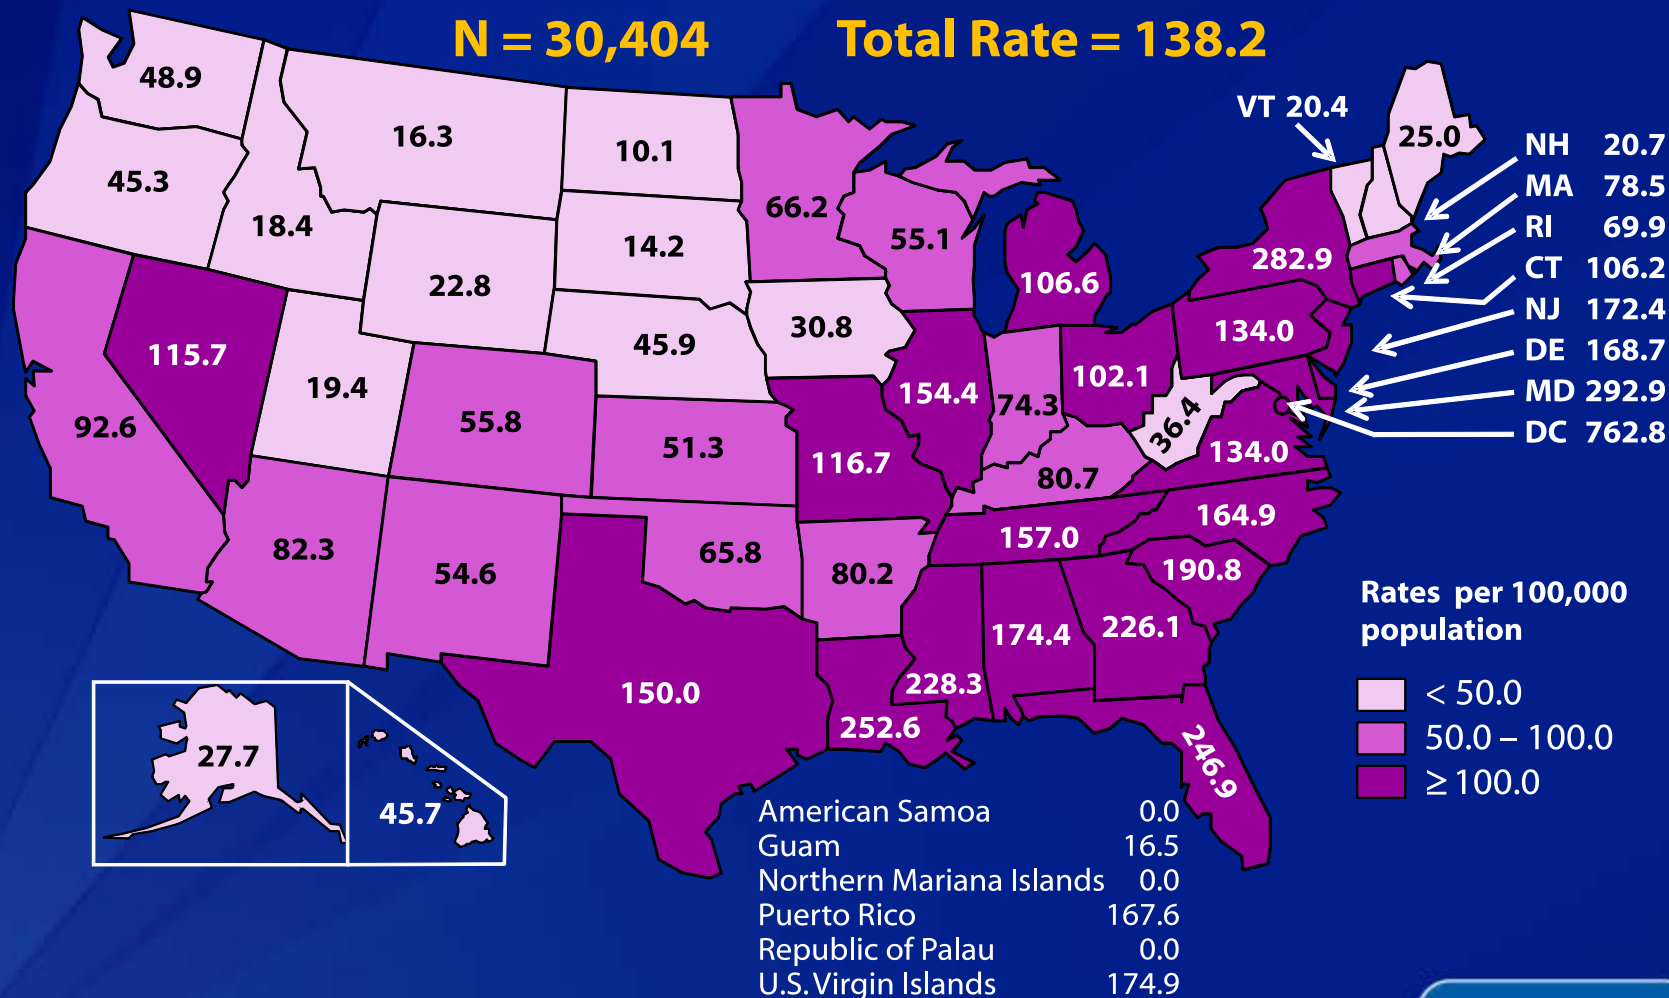 N = 30,404 Total Rate = 138.2
48.9
16.3
10.1
VT 20.4
25.0
NH 20.7
45.3
66.2
MA 78.5
18.4
14.2
55.1
RI 69.9
282.9
CT 106.2
22.8
106.6
NJ 172.4
115.7
45.9
30.8
134.0
DE 168.7
19.4
154.4
74.3
102.1
MD 292.9
92.6
55.8
51.3
36.4
DC 762.8
116.7
80.7
134.0
82.3
54.6
65.8
80.2
157.0
164.9
190.8
Rates per 100,000
population
150.0
228.3
174.4
226.1
< 50.0
252.6
246.9
50.0 – 100.0
27.7
≥ 100.0
45.7
American Samoa 0.0
Guam 16.5
Northern Mariana Islands 0.0
Puerto Rico 167.6
Republic of Palau 0.0
U.S. Virgin Islands 174.9